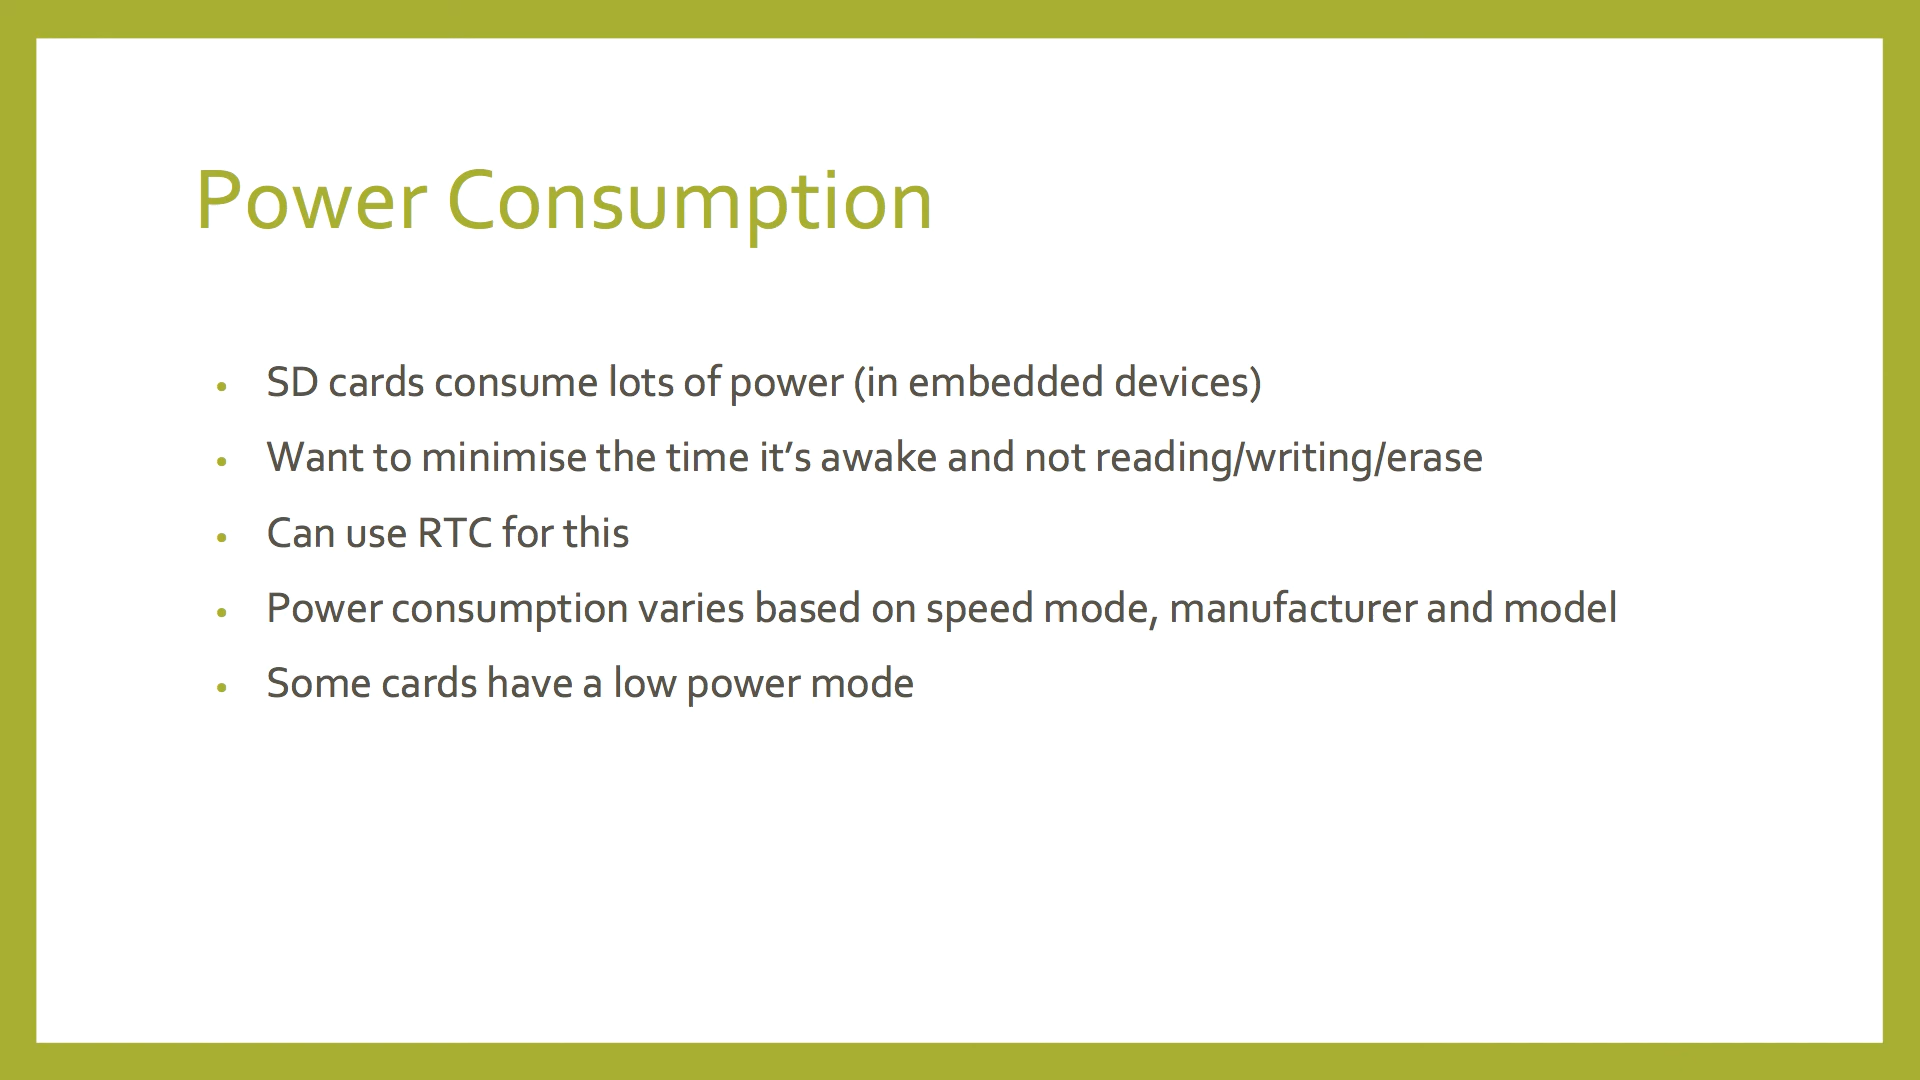 Power Consumption
• SD cards consume lots of power (in embedded devices)
• Want to minimise the time it’s awake and not reading/writing/erase
• Can use RTC for this
• Power consumption varies based on speed mode, manufacturer and model
• Some cards have a low power mode